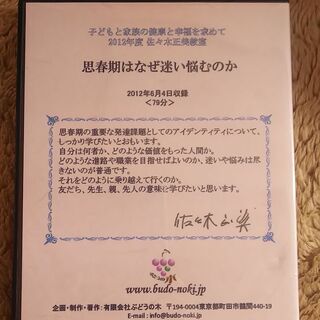 子どもと家族の健康と幸福を求めて
2012年度 佐々木正美教室
思春期はなぜ迷い悩むのか
2012年6月4日収録
<79分>
思春期の重要な発達課題としてのアイデンティティについて、
しっかり学びたいとおもいます。
自分は何者か、どのような価値をもった人間か。
どのような進路や職業を目指せばよいのか、迷いや悩みは尽
きないのが普通です。
それをどのように乗り越えて行くのか。
友だち、先生、親、先人の意味を学びたいと思います。
佐々木正美
www.budo-noki.jp
企画・制作・著作:有限会社ぶどうの木 〒194-0004東京都町田市鶴間440-19
E-mail:info@budo-noki.jp